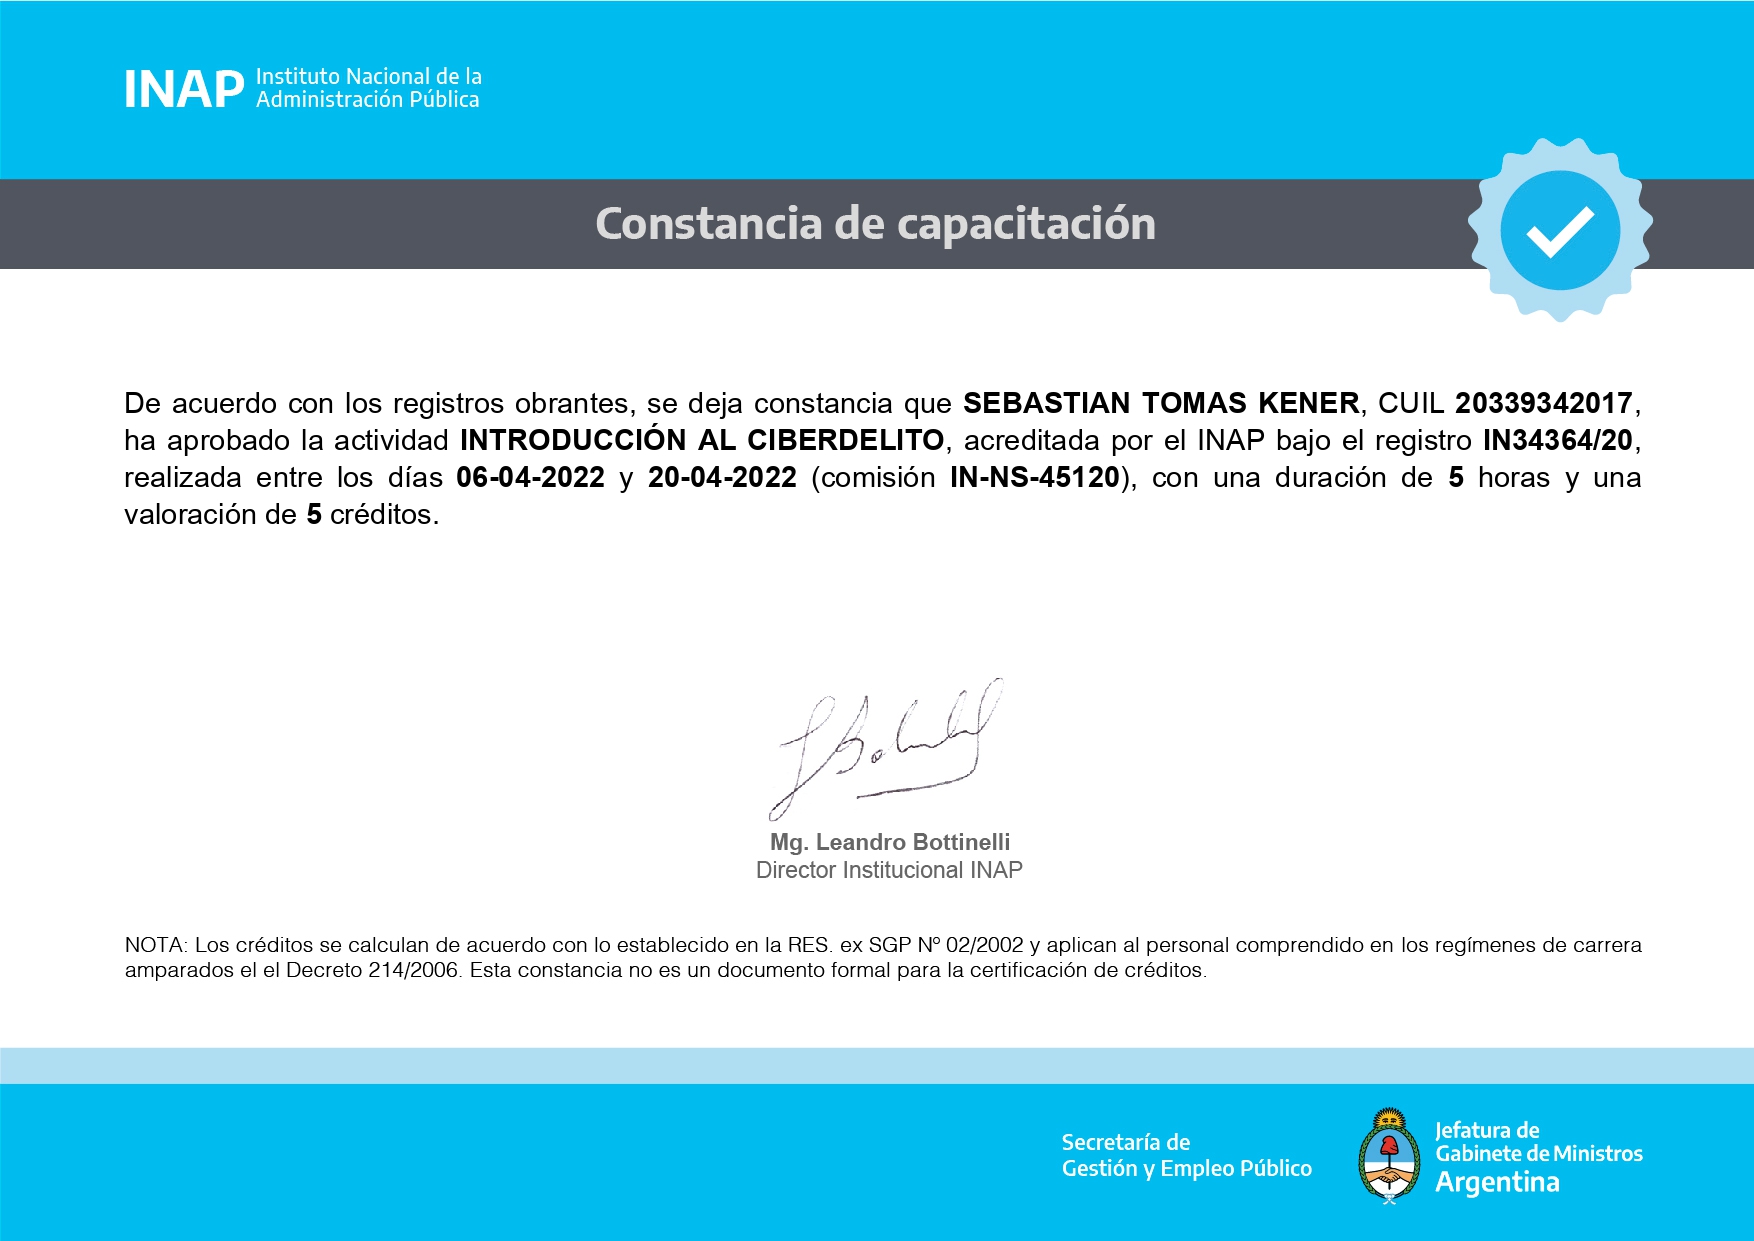 INAP Instituto Nacional de la
Administración Pública
Constancia de capacitación
De acuerdo con los registros obrantes, se deja constancia que SEBASTIAN TOMAS KENER, CUIL 20339342017,
ha aprobado la actividad INTRODUCCIÓN AL CIBERDELITO, acreditada por el INAP bajo el registro IN34364/20,
realizada entre los días 06-04-2022 y 20-04-2022 (comisión IN-NS-45120), con una duración de 5 horas y una
valoración de 5 créditos.
Mg. Leandro Bottinelli
Director Institucional INAP
NOTA: Los créditos se calculan de acuerdo con lo establecido en la RES. ex SGP Nº 02/2002 y aplican al personal comprendido en los regímenes de carrera
amparados el el Decreto 214/2006. Esta constancia no es un documento formal para la certificación de créditos.
Secretaría de
Gestión y Empleo Público
Jefatura de
Gabinete de Ministros
Argentina